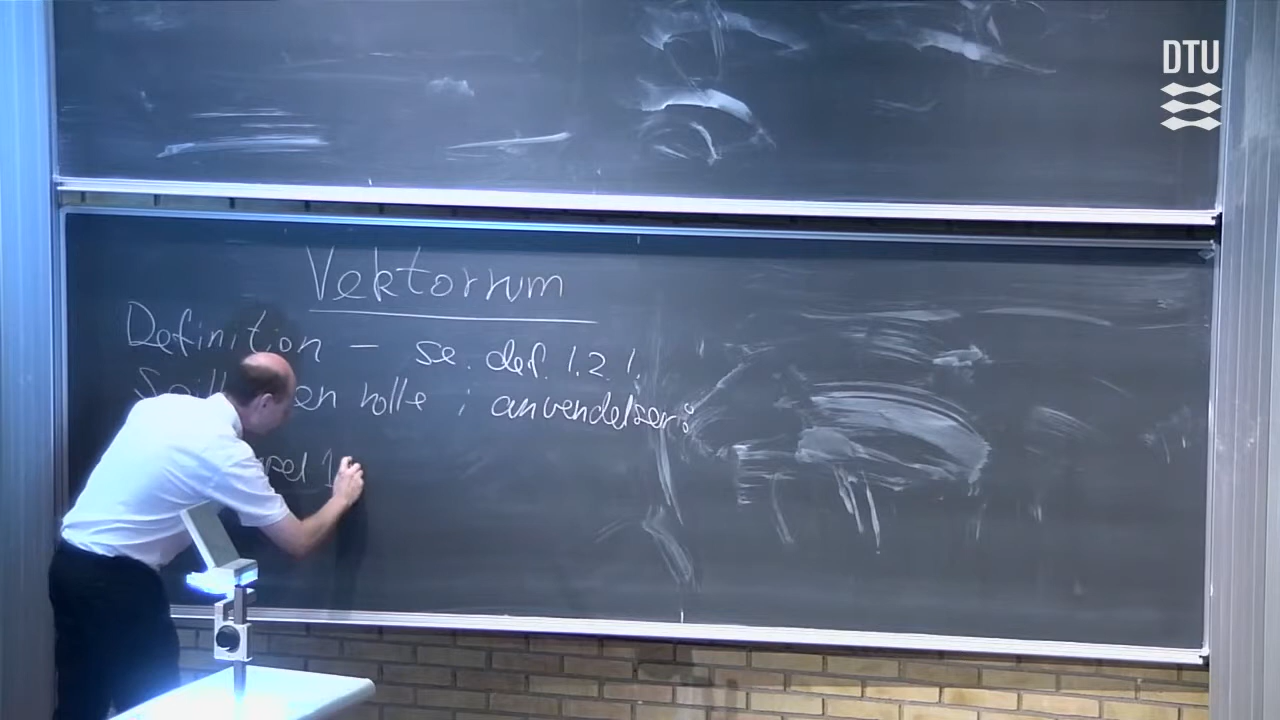 DTU
Vektorrum
Definition - se. def. 1.2.1.
en rolle i anvendelser: